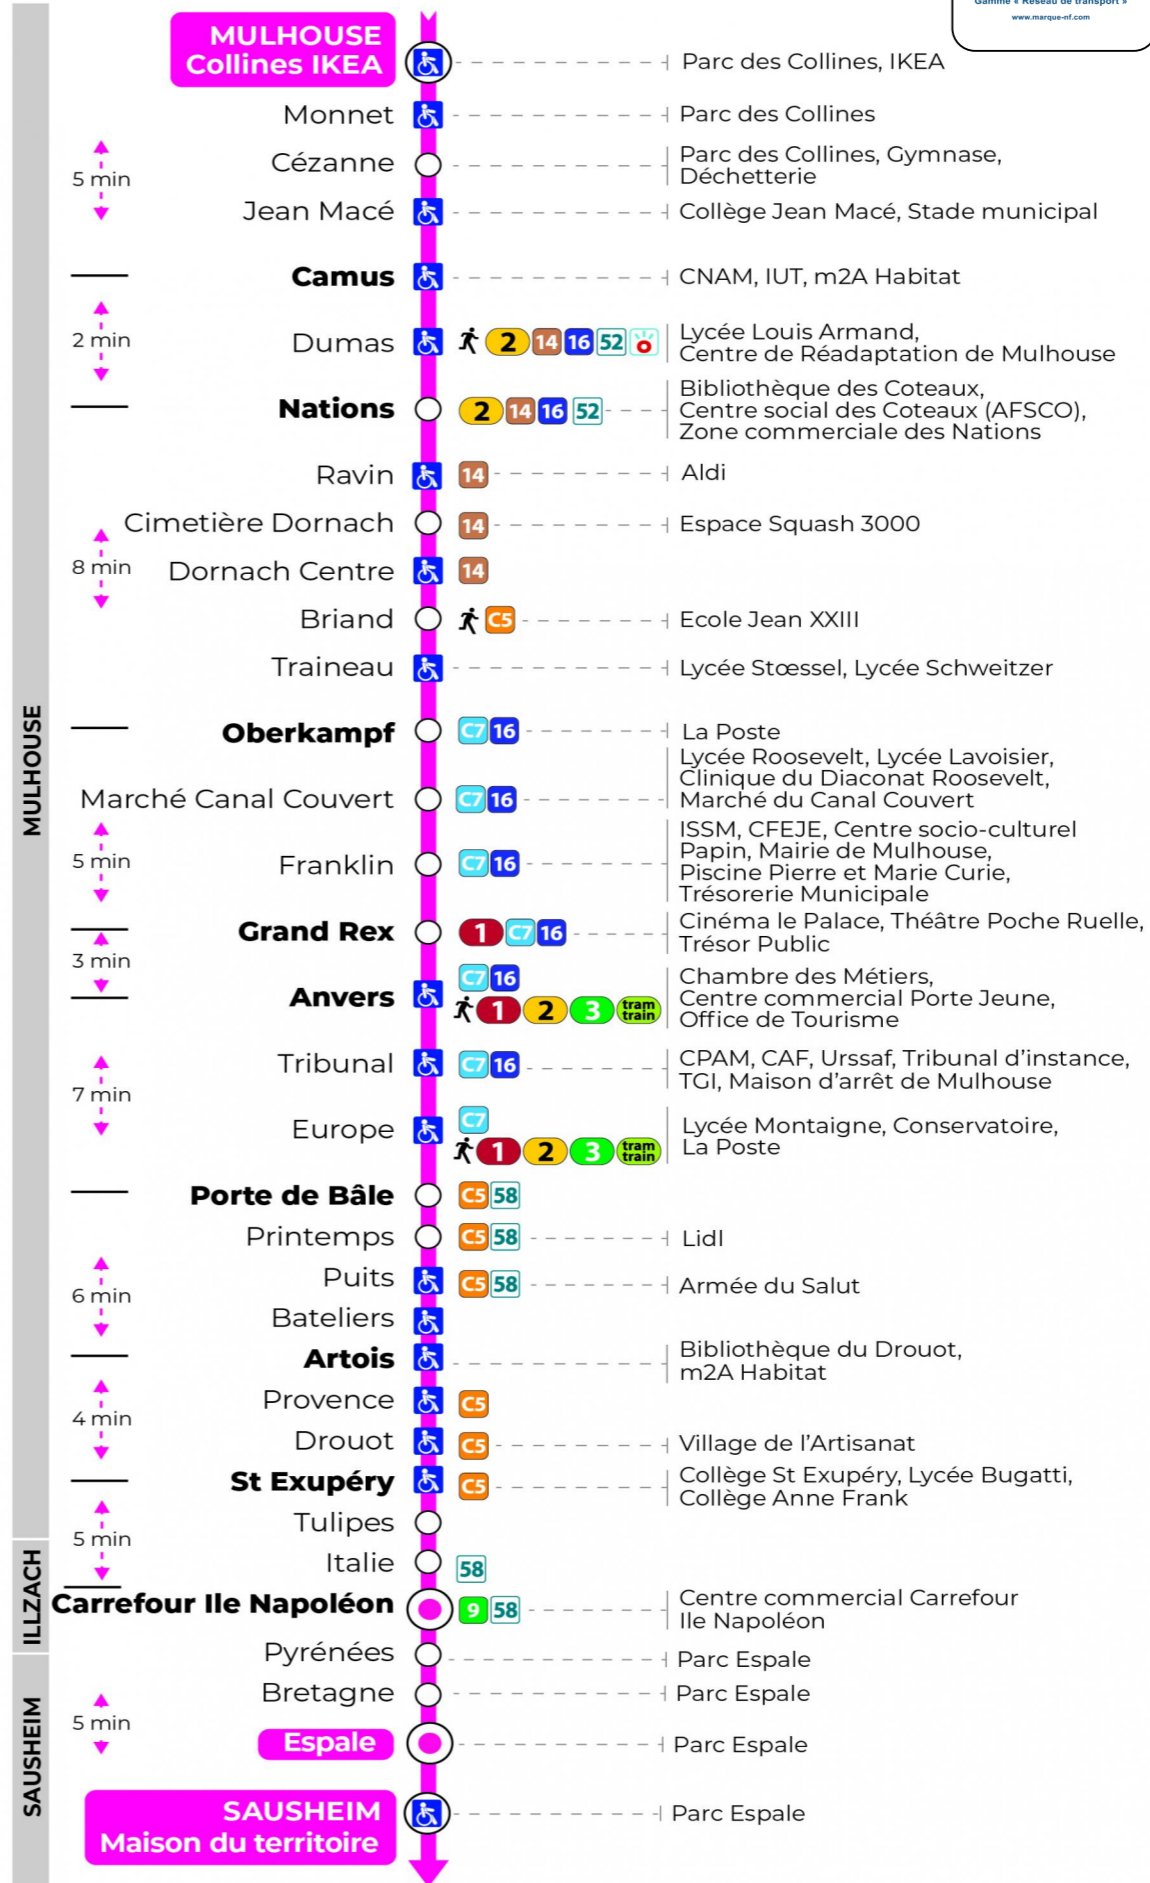 Gamme « Réseau de transport »
www.marque-nf.com
MULHOUSE
Collines IKEA
Parc des Collines, IKEA
Monnet
Parc des Collines
5 min
Cézanne
Parc des Collines, Gymnase,
Déchetterie
Jean Macé
Collège Jean Macé, Stade municipal
Camus
CNAM, IUT, m2A Habitat
2 min
Dumas
2 14 16 52
Lycée Louis Armand,
Centre de Réadaptation de Mulhouse
Nations
2 14 16 52
Bibliothèque des Coteaux,
Centre social des Coteaux (AFSCO),
Zone commerciale des Nations
Ravin
14
Aldi
Cimetière Dornach
14
Espace Squash 3000
8 min
Dornach Centre
14
Briand
C5
Ecole Jean XXIII
Traineau
Lycée Stœssel, Lycée Schweitzer
MULHOUSE
Oberkampf
C7 16
La Poste
Marché Canal Couvert
C7 16
Lycée Roosevelt, Lycée Lavoisier,
Clinique du Diaconat Roosevelt,
Marché du Canal Couvert
5 min
Franklin
C7 16
ISSM, CFEJE, Centre socio-culturel
Papin, Mairie de Mulhouse,
Piscine Pierre et Marie Curie,
Trésorerie Municipale
Grand Rex
1 C7 16
Cinéma le Palace, Théâtre Poche Ruelle,
Trésor Public
3 min
Anvers
C7 16
1 2 3 tram train
Chambre des Métiers,
Centre commercial Porte Jeune,
Office de Tourisme
7 min
Tribunal
C7 16
CPAM, CAF, Urssaf, Tribunal d'instance,
TGI, Maison d'arrêt de Mulhouse
Europe
C7
1 2 3 tram train
Lycée Montaigne, Conservatoire,
La Poste
Porte de Bâle
C5 58
Printemps
C5 58
Lidl
6 min
Puits
C5 58
Armée du Salut
Bateliers
Artois
Bibliothèque du Drouot,
m2A Habitat
4 min
Provence
C5
Drouot
C5
Village de l'Artisanat
St Exupéry
C5
Collège St Exupéry, Lycée Bugatti,
Collège Anne Frank
5 min
Tulipes
ILLZACH
Italie
58
Carrefour Ile Napoléon
9 58
Centre commercial Carrefour
Ile Napoléon
SAUSHEIM
Pyrénées
Parc Espale
Bretagne
Parc Espale
5 min
Espale
Parc Espale
SAUSHEIM
Maison du territoire
Parc Espale